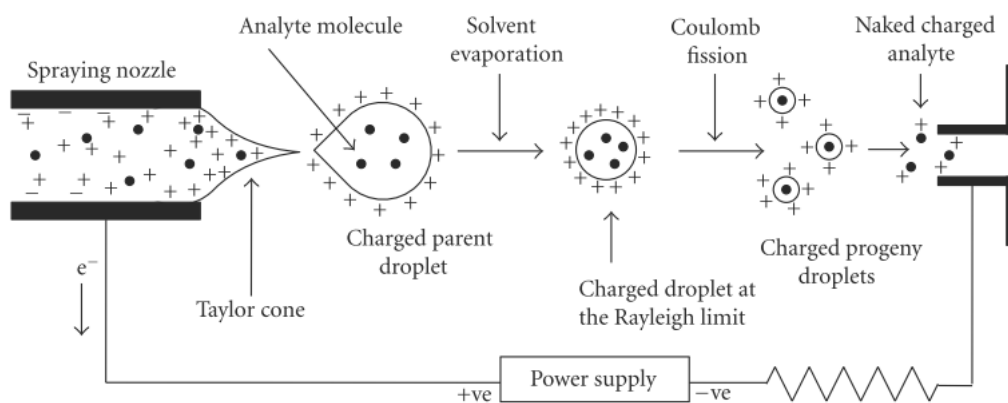 Analyte molecule
Solvent
evaporation
Coulomb
fission
Naked charged
analyte
Spraying nozzle
Charged parent
droplet
Taylor cone
Charged droplet at
the Rayleigh limit
Charged progeny
droplets
e⁻
+ve
Power supply
−ve